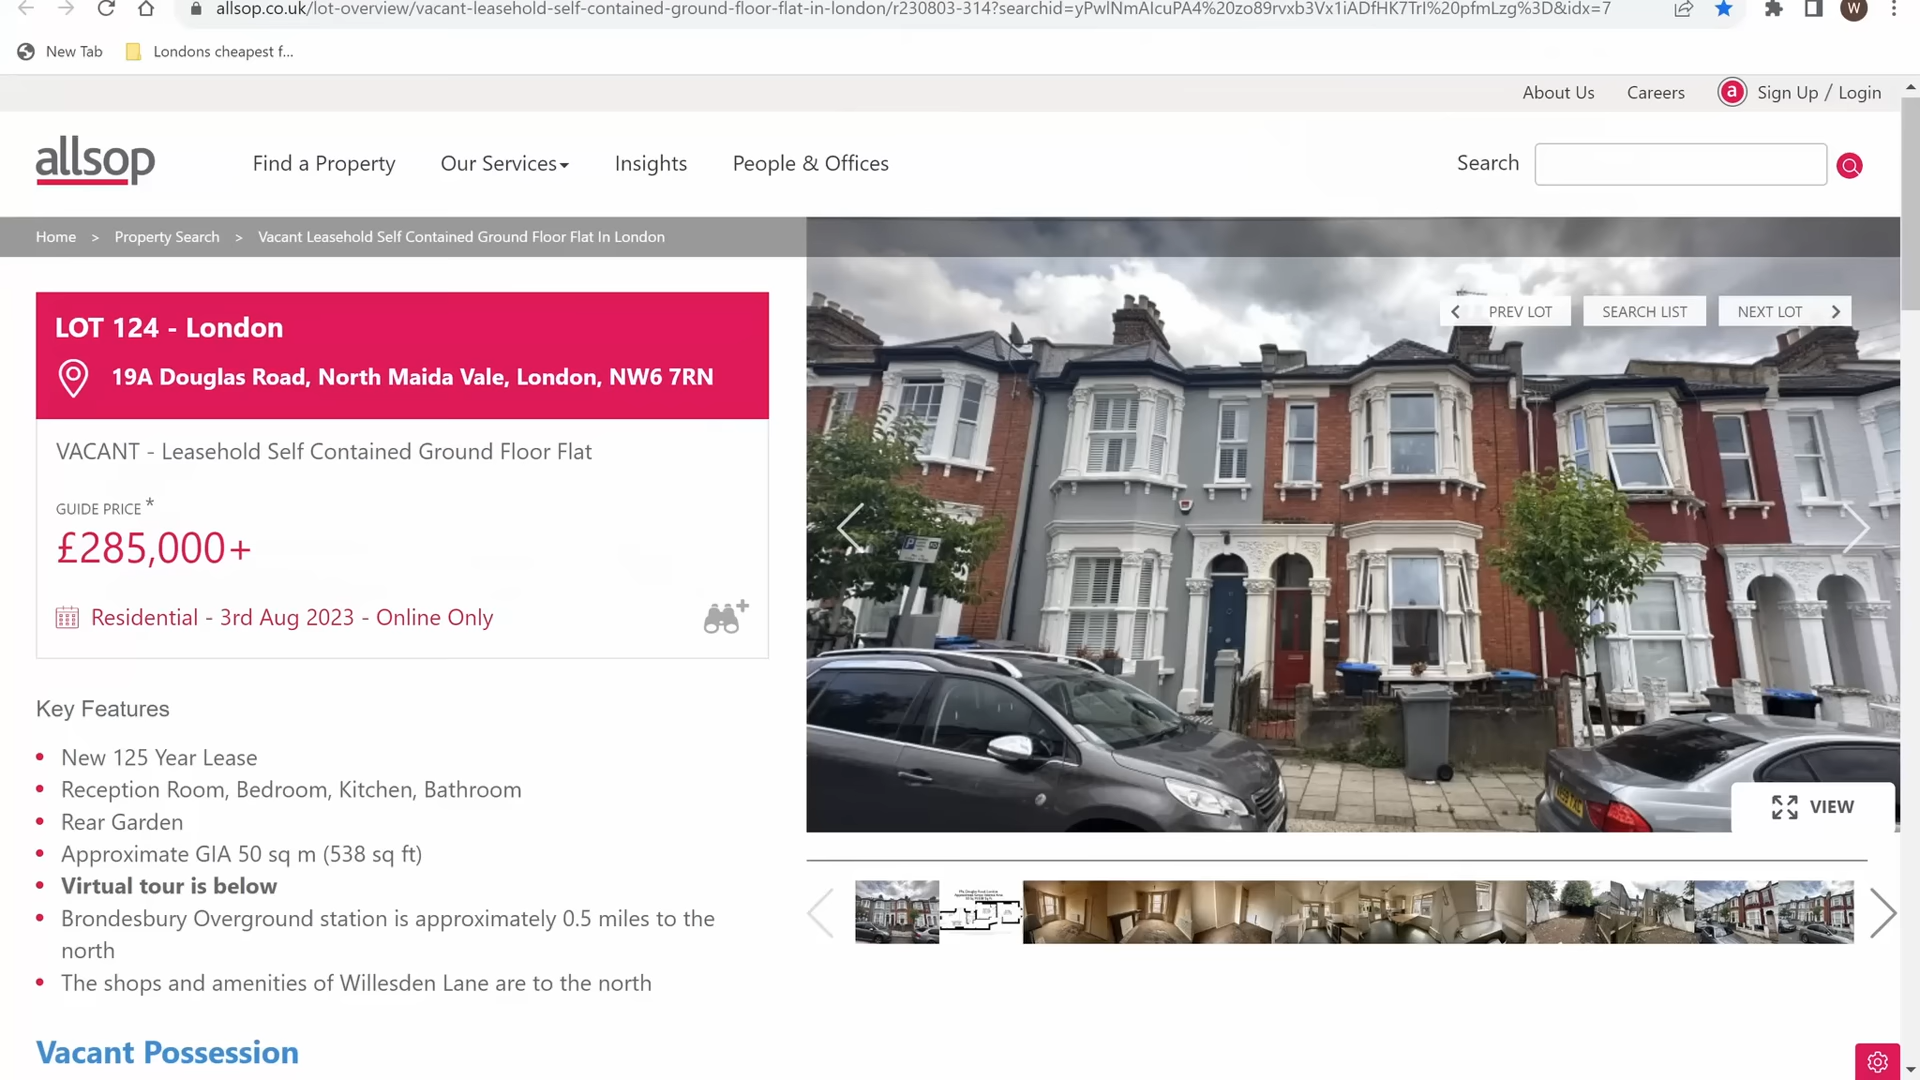 allsop.co.uk/lot-overview/vacant-leasehold-self-contained-ground-floor-flat-in-london/r230803-314?searchid=yPwlNmAlcuPA4%20zo89rvxb3Vx1iADfHK7Trl%20pfmLzg%3D&idx=7
W
New Tab
Londons cheapest f...
About Us
Careers
a
Sign Up / Login
allsop
Find a Property
Our Services
Insights
People & Offices
Search
Home > Property Search > Vacant Leasehold Self Contained Ground Floor Flat In London
PREV LOT
SEARCH LIST
NEXT LOT
LOT 124 - London
19A Douglas Road, North Maida Vale, London, NW6 7RN
VACANT - Leasehold Self Contained Ground Floor Flat
GUIDE PRICE *
£285,000+
Residential - 3rd Aug 2023 - Online Only
VIEW
Key Features
New 125 Year Lease
Reception Room, Bedroom, Kitchen, Bathroom
Rear Garden
Approximate GIA 50 sq m (538 sq ft)
Virtual tour is below
Brondesbury Overground station is approximately 0.5 miles to the
north
The shops and amenities of Willesden Lane are to the north
Vacant Possession